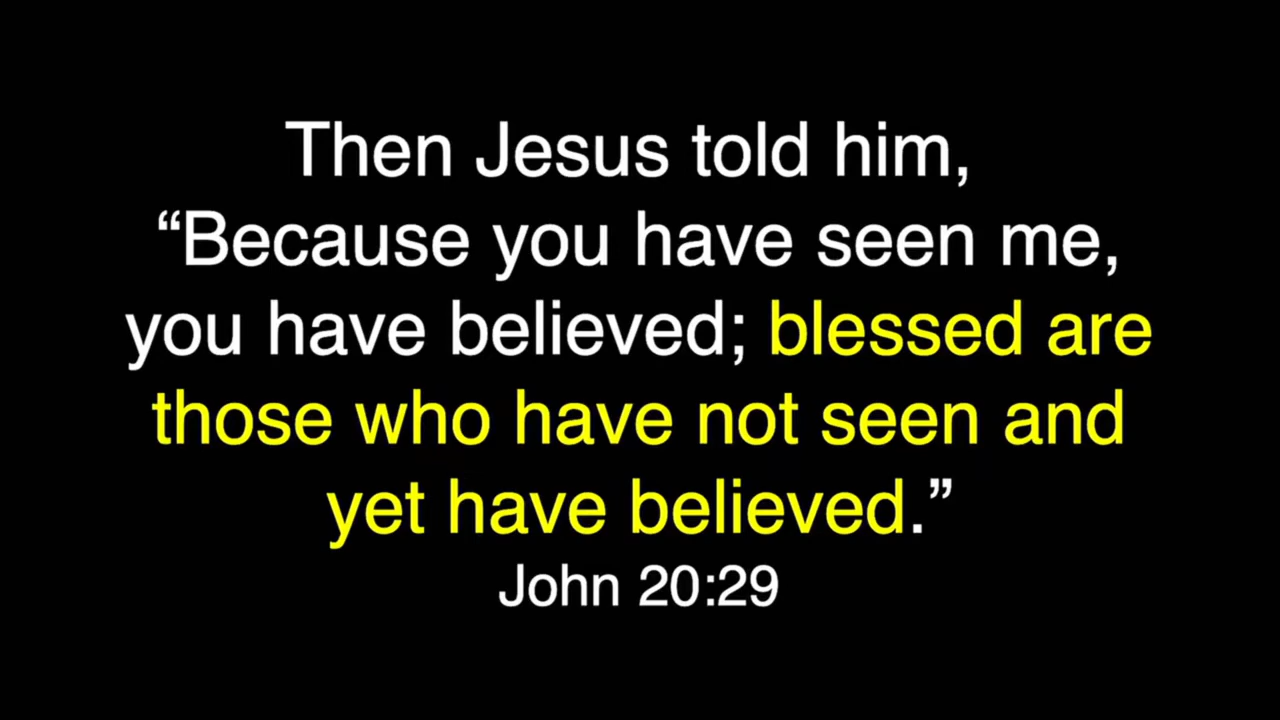 Then Jesus told him,
“Because you have seen me,
you have believed; blessed are
those who have not seen and
yet have believed.”
John 20:29